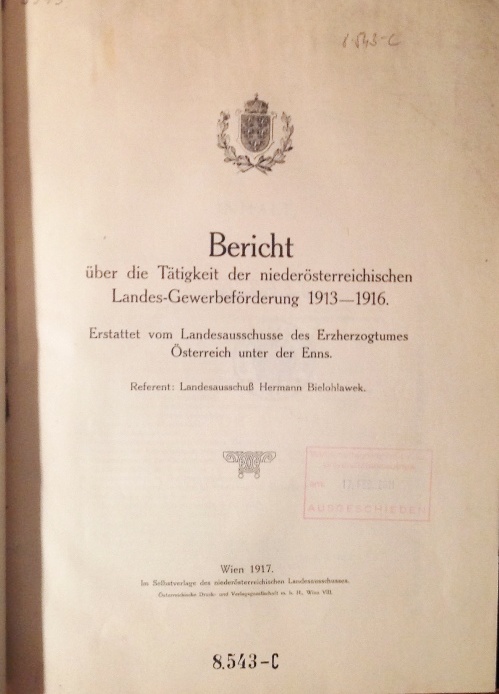 8543-C
Bericht
über die Tätigkeit der niederösterreichischen
Landes-Gewerbeförderung 1913—1916.
Erstattet vom Landesausschusse des Erzherzogtumes
Österreich unter der Enns.
Referent: Landesausschuß Hermann Bielohlawek.
AUSGESCHIEDEN
Wien 1917.
Im Selbstverlage des niederösterreichischen Landesausschusses.
Österreichische Druck- und Verlagsgesellschaft m. b. H., Wien VIII.
8.543-C